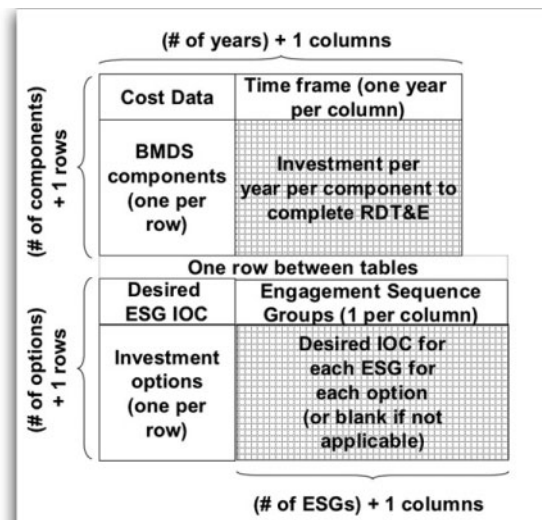 (# of years) + 1 columns
(# of components)
+ 1 rows
Cost Data
Time frame (one year
per column)
BMDS
components
(one per
row)
Investment per
year per component to
complete RDT&E
One row between tables
(# of options)
+ 1 rows
Desired
ESG IOC
Engagement Sequence
Groups (1 per column)
Investment
options
(one per
row)
Desired IOC for
each ESG for
each option
(or blank if not
applicable)
(# of ESGs) + 1 columns